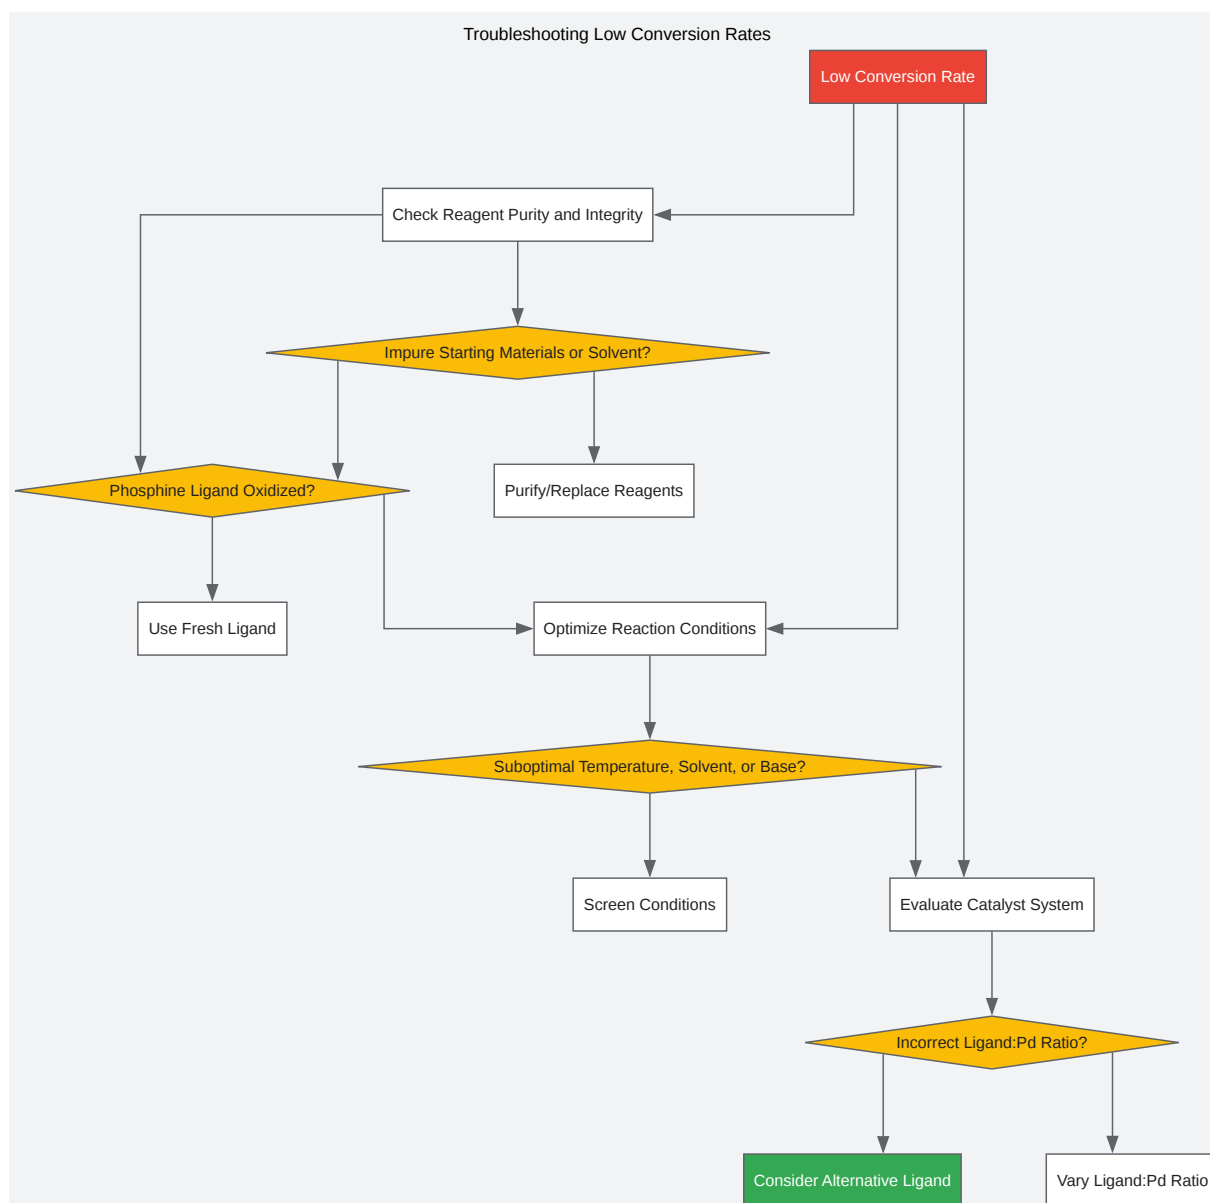 Troubleshooting Low Conversion Rates
Low Conversion Rate
Check Reagent Purity and Integrity
Impure Starting Materials or Solvent?
Phosphine Ligand Oxidized?
Purify/Replace Reagents
Use Fresh Ligand
Optimize Reaction Conditions
Suboptimal Temperature, Solvent, or Base?
Screen Conditions
Evaluate Catalyst System
Incorrect Ligand:Pd Ratio?
Consider Alternative Ligand
Vary Ligand:Pd Ratio